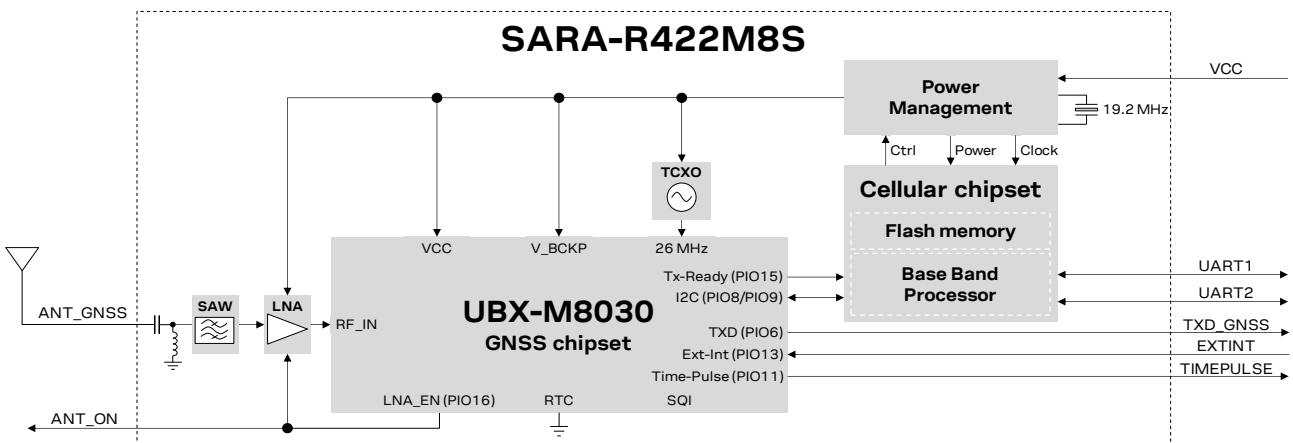 SARA-R422M8S
VCC
Power
Management
19.2 MHz
Ctrl
Power
Clock
TCXO
Cellular chipset
Flash memory
Base Band
Processor
VCC
V_BCKP
26 MHz
Tx-Ready (PIO15)
I2C (PIO8/PIO9)
UART1
UART2
ANT_GNSS
SAW
LNA
RF_IN
UBX-M8030
GNSS chipset
TXD (PIO6)
TXD_GNSS
Ext-Int (PIO13)
EXTINT
Time-Pulse (PIO11)
TIMEPULSE
LNA_EN (PIO16)
RTC
SQI
ANT_ON